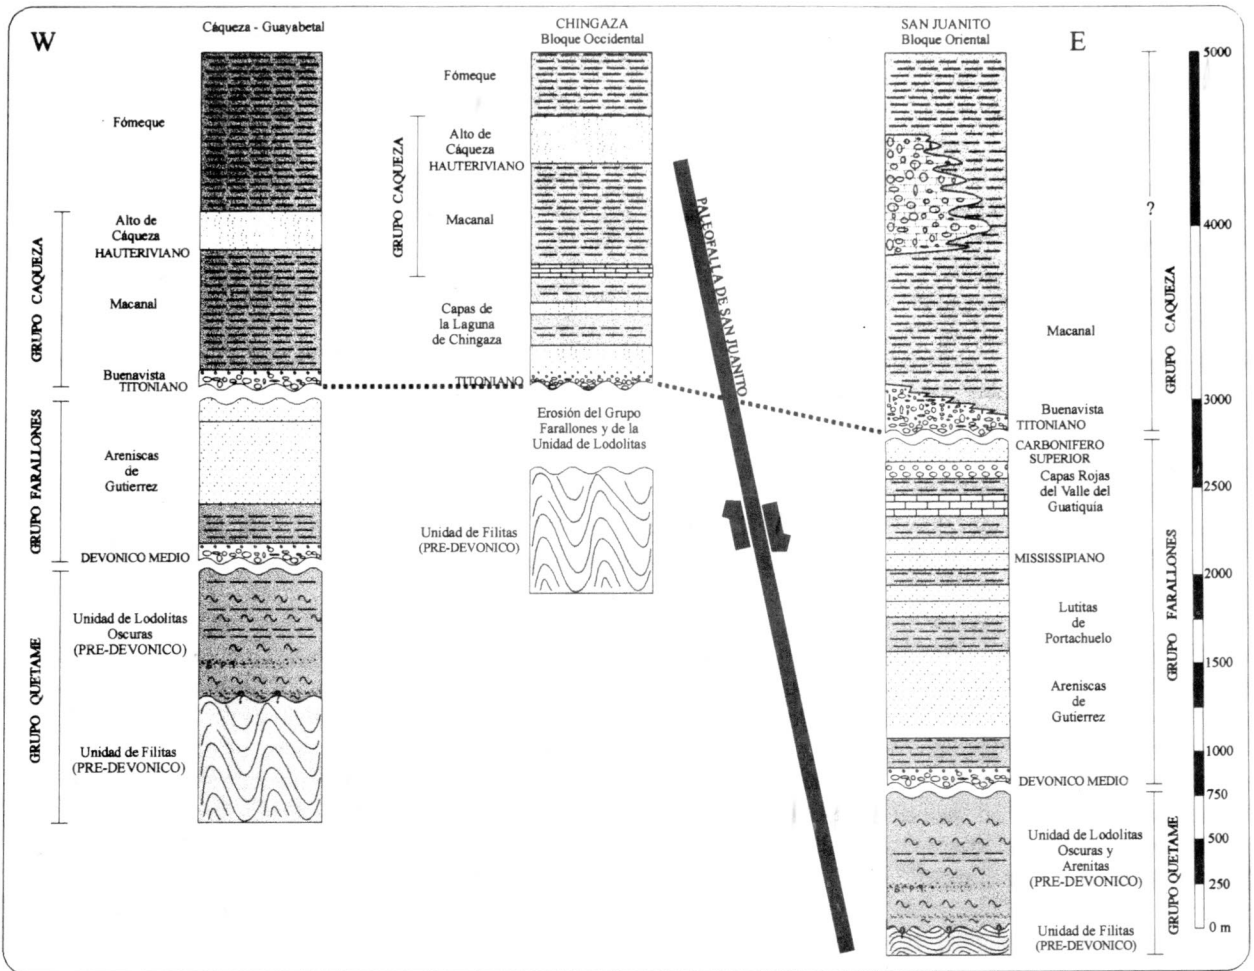 W
Cáqueza - Guayabetal
Fómeque
Alto de
Cáqueza
HAUTERIVIANO
Macanal
Buenavista
TITONIANO
Areniscas
de
Gutierrez
DEVONICO MEDIO
Unidad de Lodolitas
Oscuras
(PRE-DEVONICO)
Unidad de Filitas
(PRE-DEVONICO)
GRUPO CAQUEZA
GRUPO FARALLONES
GRUPO QUETAME
CHINGAZA
Bloque Occidental
Fómeque
Alto de
Cáqueza
HAUTERIVIANO
Macanal
Capas de
la Laguna
de Chingaza
TITONIANO
GRUPO CAQUEZA
Erosión del Grupo
Farallones y de la
Unidad de Lodolitas
Unidad de Filitas
(PRE-DEVONICO)
PALEOFALLA DE SAN JUANITO
SAN JUANITO
Bloque Oriental
E
Macanal
Buenavista
TITONIANO
CARBONIFERO
SUPERIOR
Capas Rojas
del Valle del
Guatiquía
MISSISSIPIANO
Lutitas
de
Portachuelo
Areniscas
de
Gutierrez
DEVONICO MEDIO
Unidad de Lodolitas
Oscuras y
Arenitas
(PRE-DEVONICO)
Unidad de Filitas
(PRE-DEVONICO)
?
GRUPO CAQUEZA
GRUPO FARALLONES
GRUPO QUETAME
5000
4000
3000
2500
2000
1500
1000
750
500
250
0 m